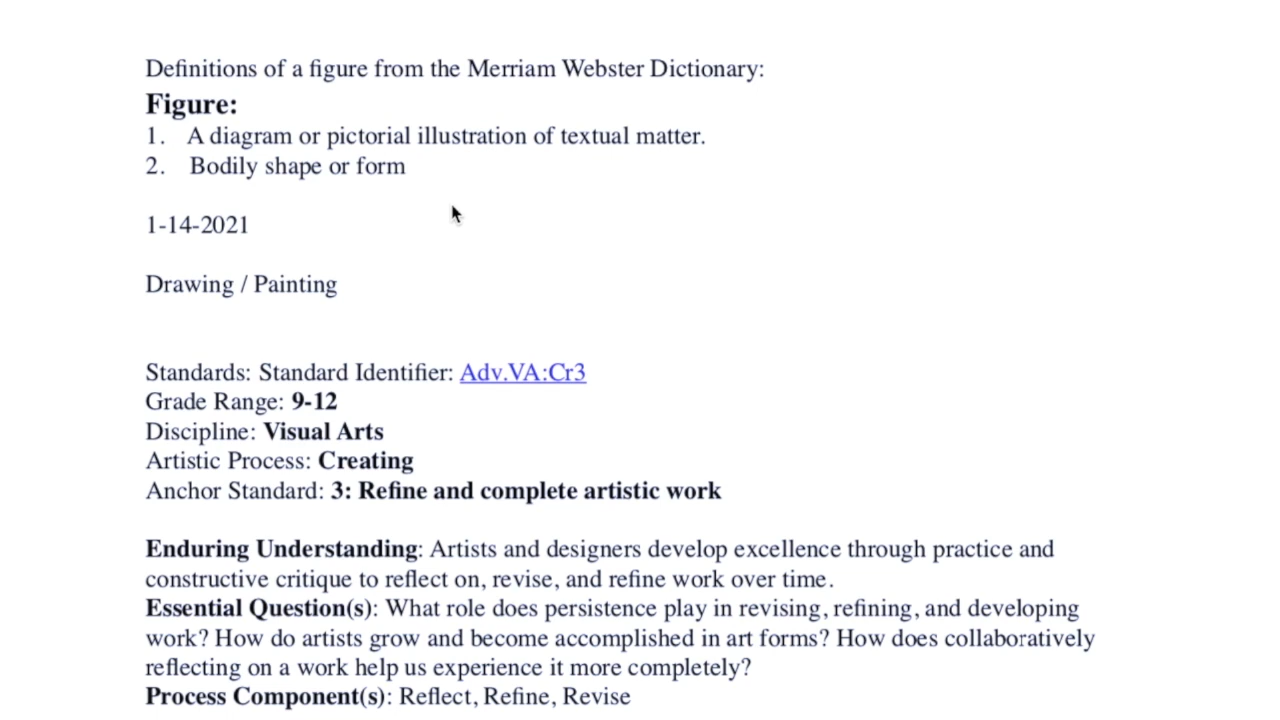 Definitions of a figure from the Merriam Webster Dictionary:
Figure:
1. A diagram or pictorial illustration of textual matter.
2. Bodily shape or form
1-14-2021
Drawing / Painting
Standards: Standard Identifier: Adv.VA:Cr3
Grade Range: 9-12
Discipline: Visual Arts
Artistic Process: Creating
Anchor Standard: 3: Refine and complete artistic work
Enduring Understanding: Artists and designers develop excellence through practice and
constructive critique to reflect on, revise, and refine work over time.
Essential Question(s): What role does persistence play in revising, refining, and developing
work? How do artists grow and become accomplished in art forms? How does collaboratively
reflecting on a work help us experience it more completely?
Process Component(s): Reflect, Refine, Revise